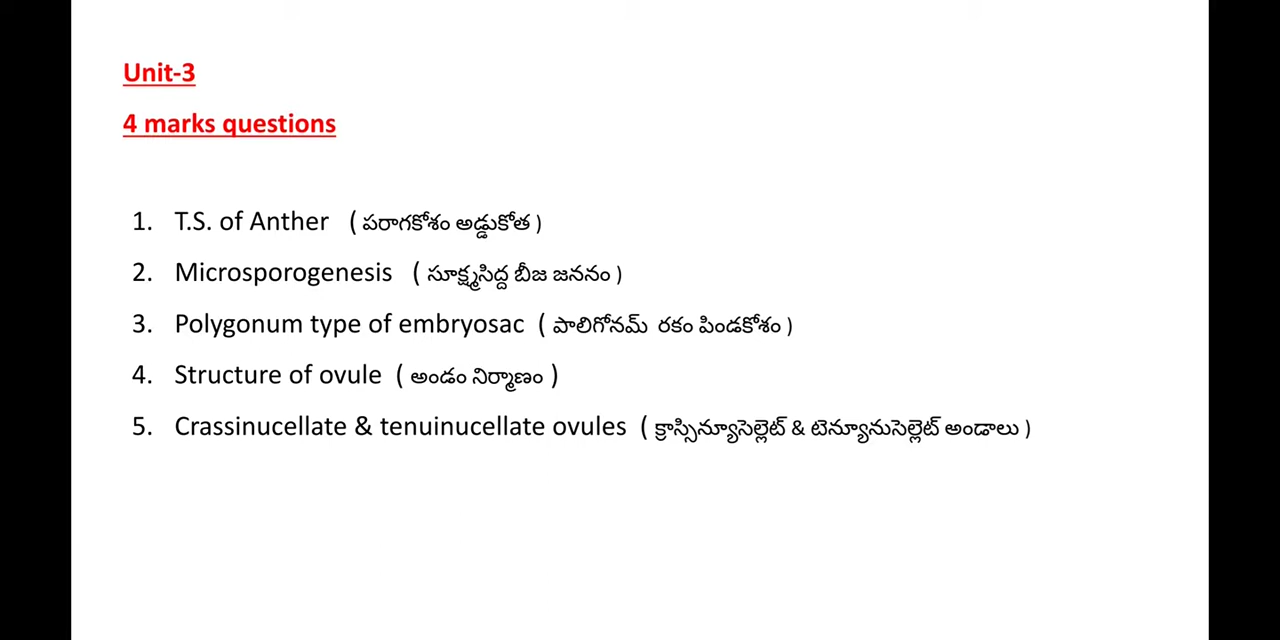 Unit-3
4 marks questions
1. T.S. of Anther ( పరాగకోశం అడ్డుకోత )
2. Microsporogenesis ( సూక్ష్మసిద్ద బీజ జననం )
3. Polygonum type of embryosac ( పాలిగోనమ్ రకం పిండకోశం )
4. Structure of ovule ( అండం నిర్మాణం )
5. Crassinucellate & tenuinucellate ovules ( క్రాస్సిన్యూసెల్లెట్ & టెన్యూనుసెల్లెట్ అండాలు )